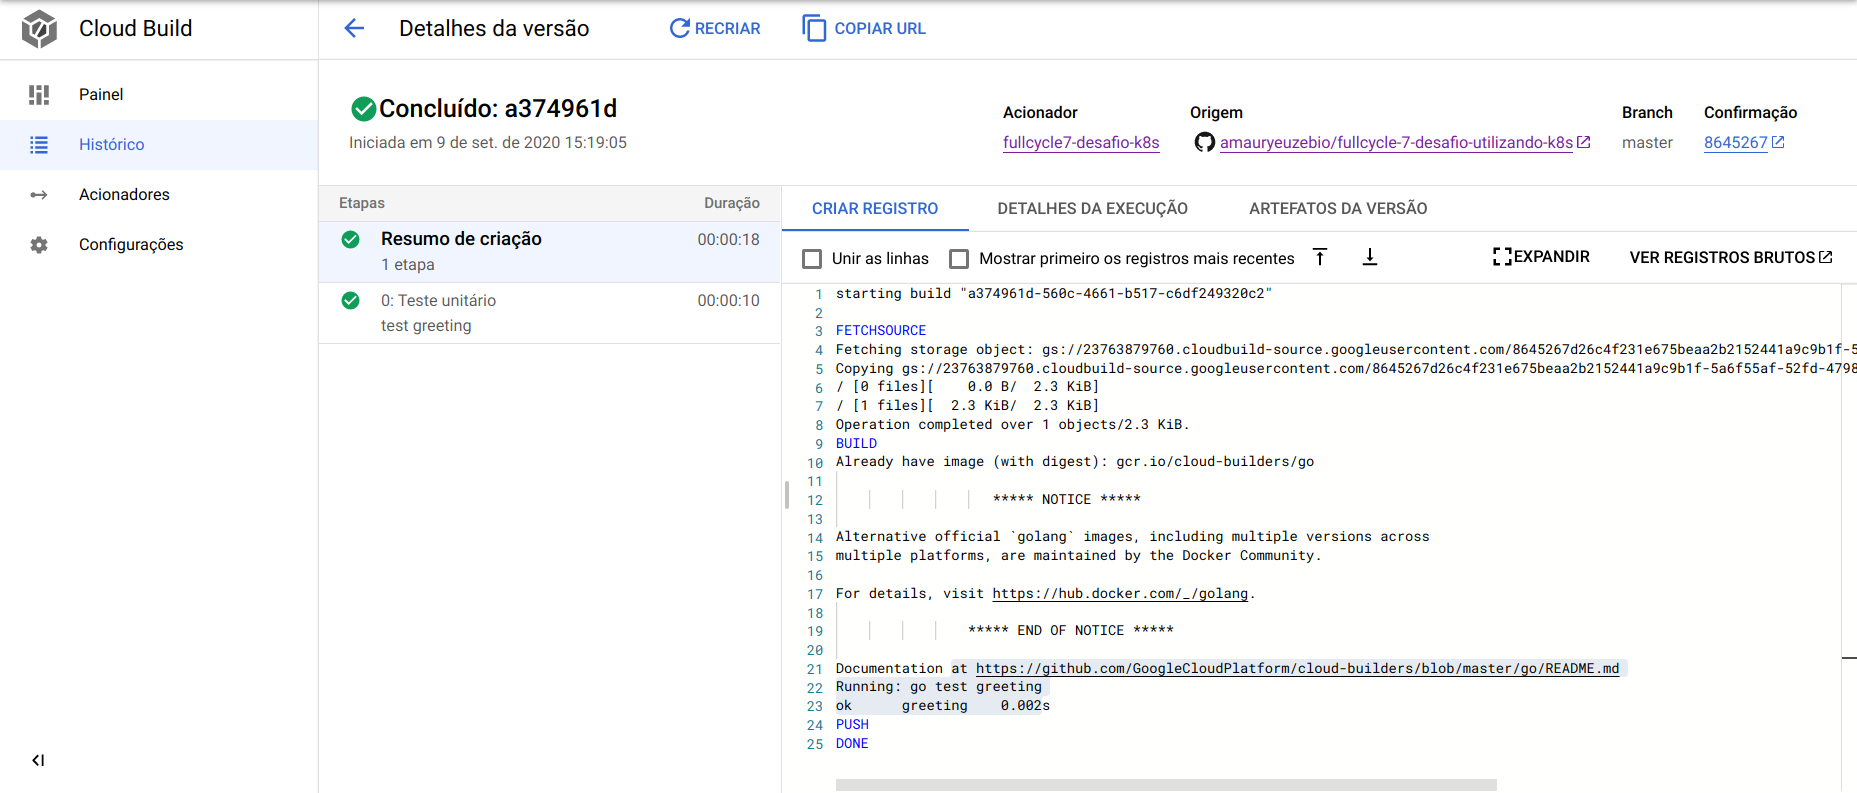 Cloud Build
Detalhes da versão
RECRIAR
COPIAR URL
Painel
Histórico
Acionadores
Configurações
Concluído: a374961d
Iniciada em 9 de set. de 2020 15:19:05
Acionador
fullcycle7-desafio-k8s
Origem
amauryeuzebio/fullcycle-7-desafio-utilizando-k8s
Branch
master
Confirmação
8645267
Etapas Duração
Resumo de criação 00:00:18
1 etapa
0: Teste unitário 00:00:10
test greeting
CRIAR REGISTRO DETALHES DA EXECUÇÃO ARTEFATOS DA VERSÃO
Unir as linhas Mostrar primeiro os registros mais recentes EXPANDIR VER REGISTROS BRUTOS
1 starting build "a374961d-560c-4661-b517-c6df249320c2"
2
3 FETCHSOURCE
4 Fetching storage object: gs://23763879760.cloudbuild-source.googleusercontent.com/8645267d26c4f231e675beaa2b2152441a9c9b1f-5
5 Copying gs://23763879760.cloudbuild-source.googleusercontent.com/8645267d26c4f231e675beaa2b2152441a9c9b1f-5a6f55af-52fd-4798
6 / [0 files][    0.0 B/  2.3 KiB]
7 / [1 files][  2.3 KiB/  2.3 KiB]
8 Operation completed over 1 objects/2.3 KiB.
9 BUILD
10 Already have image (with digest): gcr.io/cloud-builders/go
11
12 ***** NOTICE *****
13
14 Alternative official `golang` images, including multiple versions across
15 multiple platforms, are maintained by the Docker Community.
16
17 For details, visit https://hub.docker.com/_/golang.
18
19 ***** END OF NOTICE *****
20
21 Documentation at https://github.com/GoogleCloudPlatform/cloud-builders/blob/master/go/README.md
22 Running: go test greeting
23 ok      greeting    0.002s
24 PUSH
25 DONE